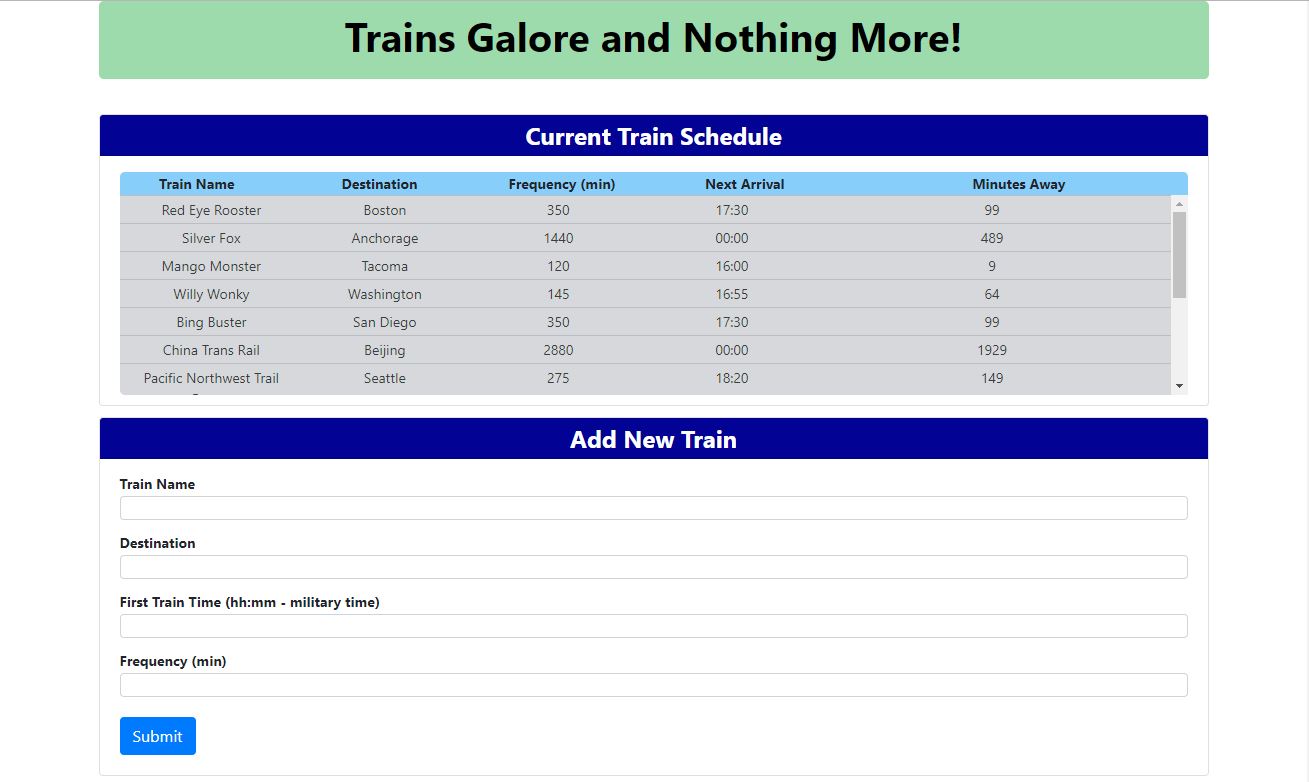 Trains Galore and Nothing More!
Current Train Schedule
Train Name Destination Frequency (min) Next Arrival Minutes Away
Red Eye Rooster Boston 350 17:30 99
Silver Fox Anchorage 1440 00:00 489
Mango Monster Tacoma 120 16:00 9
Willy Wonky Washington 145 16:55 64
Bing Buster San Diego 350 17:30 99
China Trans Rail Beijing 2880 00:00 1929
Pacific Northwest Trail Seattle 275 18:20 149
Add New Train
Train Name
Destination
First Train Time (hh:mm - military time)
Frequency (min)
Submit